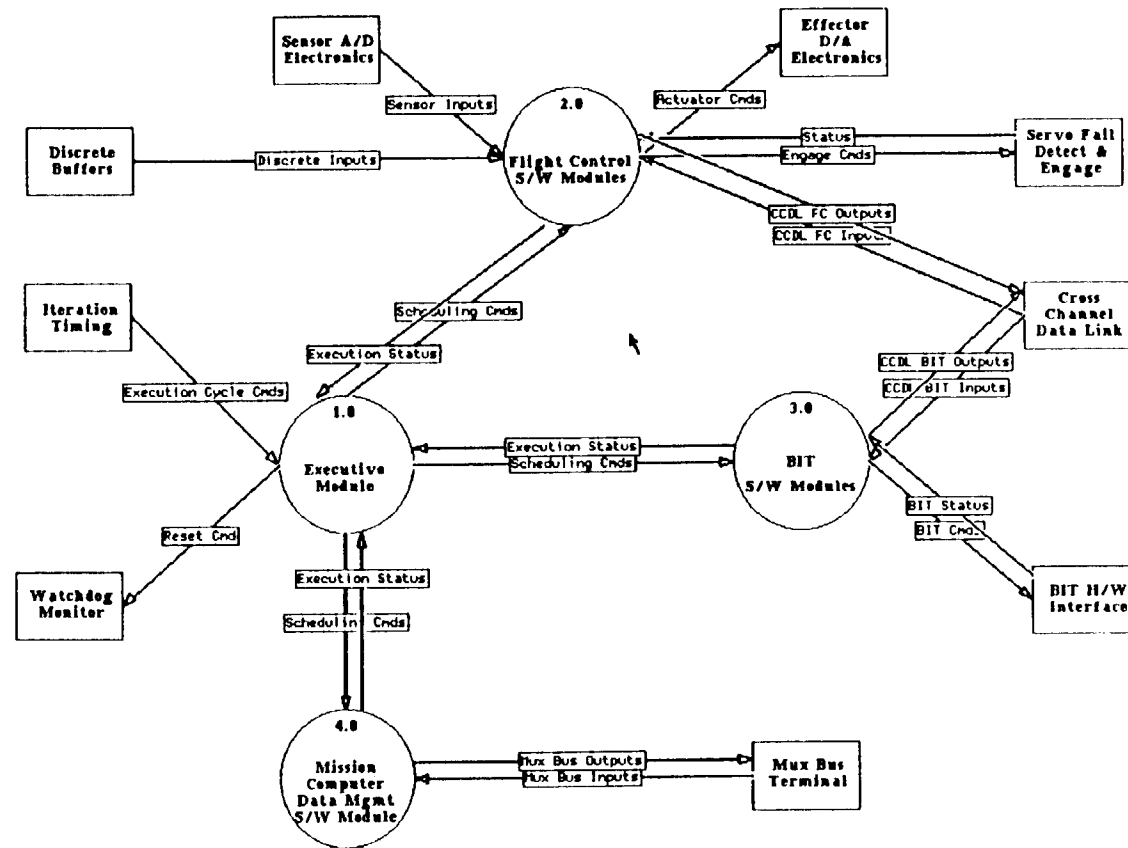 Sensor A/D
Electronics
Effector
D/A
Electronics
Sensor Inputs
Actuator Cmds
2.0
Flight Control
S/W Modules
Discrete
Buffers
Discrete Inputs
Status
Engage Cmds
Servo Fail
Detect &
Engage
CCDL FC Outputs
CCDL FC Input
Iteration
Timing
Scheduling Cmds
Execution Status
Cross
Channel
Data Link
Execution Cycle Cmds
CCDL BIT Outputs
CCDL BIT Inputs
1.0
Executive
Module
Execution Status
Scheduling Cmds
3.0
BIT
S/W Modules
Reset Cmd
BIT Status
BIT Cmds
Watchdog
Monitor
Execution Status
Scheduling Cmds
BIT H/W
Interface
4.0
Mission
Computer
Data Mgmt
S/W Module
Mux Bus Outputs
Mux Bus Inputs
Mux Bus
Terminal